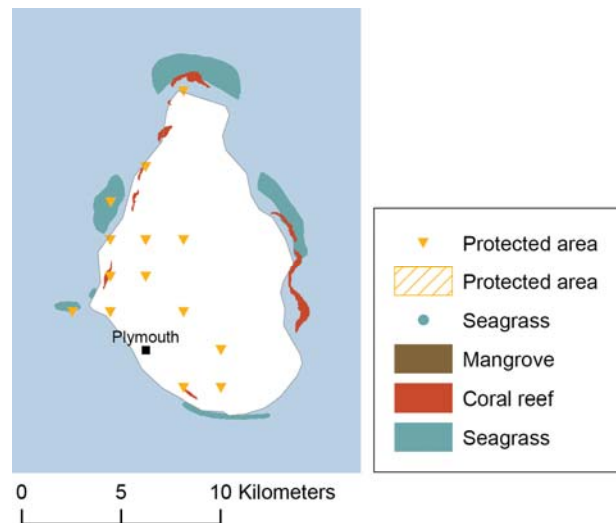 Plymouth
Protected area
Protected area
Seagrass
Mangrove
Coral reef
Seagrass
0 5 10 Kilometers